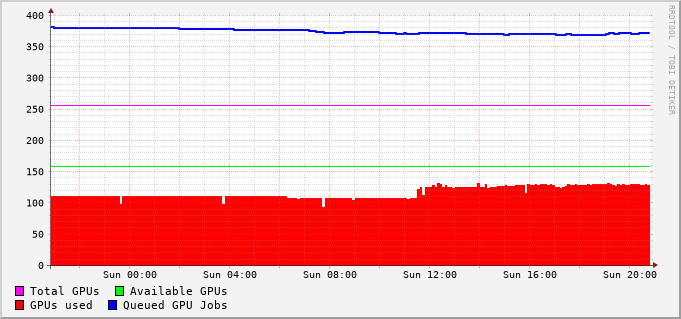 400
350
300
250
200
150
100
50
0
Sun 00:00 Sun 04:00 Sun 08:00 Sun 12:00 Sun 16:00 Sun 20:00
Total GPUs Available GPUs
GPUs used Queued GPU Jobs
RRDTOOL / TOBI OETIKER